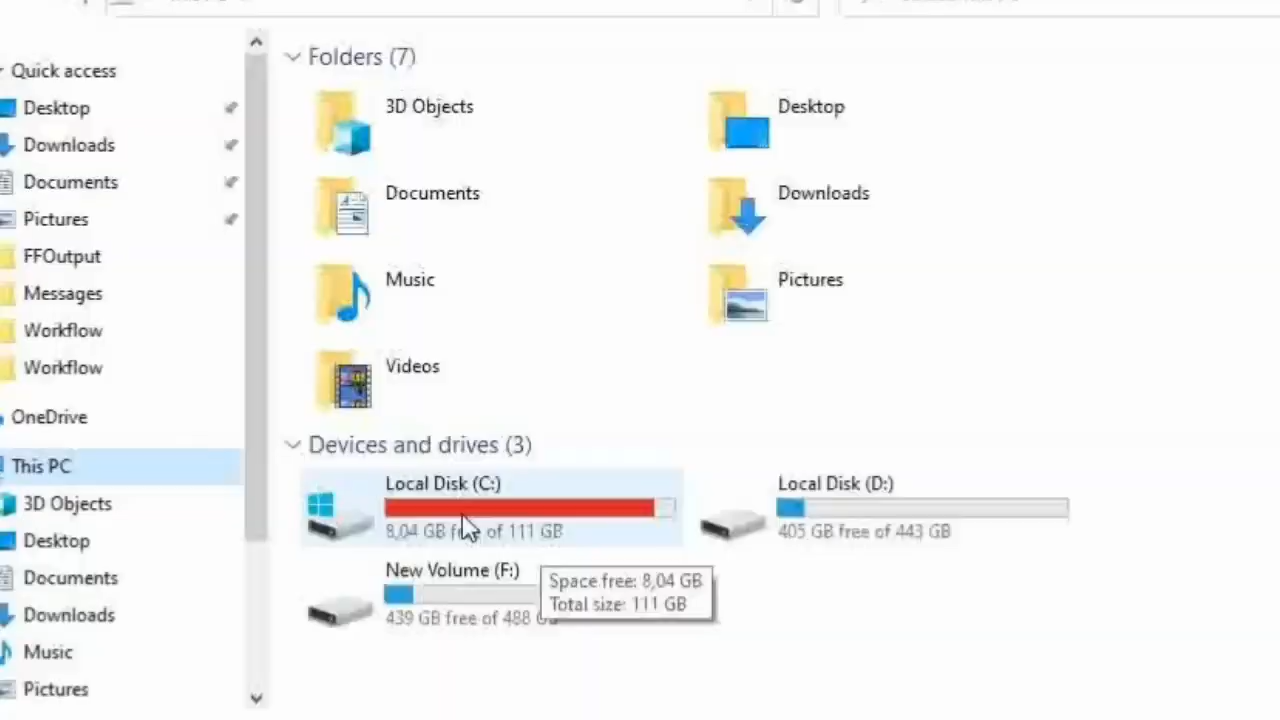 Quick access
Desktop
Downloads
Documents
Pictures
FFOutput
Messages
Workflow
Workflow
OneDrive
This PC
3D Objects
Desktop
Documents
Downloads
Music
Pictures
Folders (7)
3D Objects
Desktop
Documents
Downloads
Music
Pictures
Videos
Devices and drives (3)
Local Disk (C:)
8,04 GB free of 111 GB
Local Disk (D:)
405 GB free of 443 GB
New Volume (F:)
439 GB free of 488
Space free: 8,04 GB
Total size: 111 GB